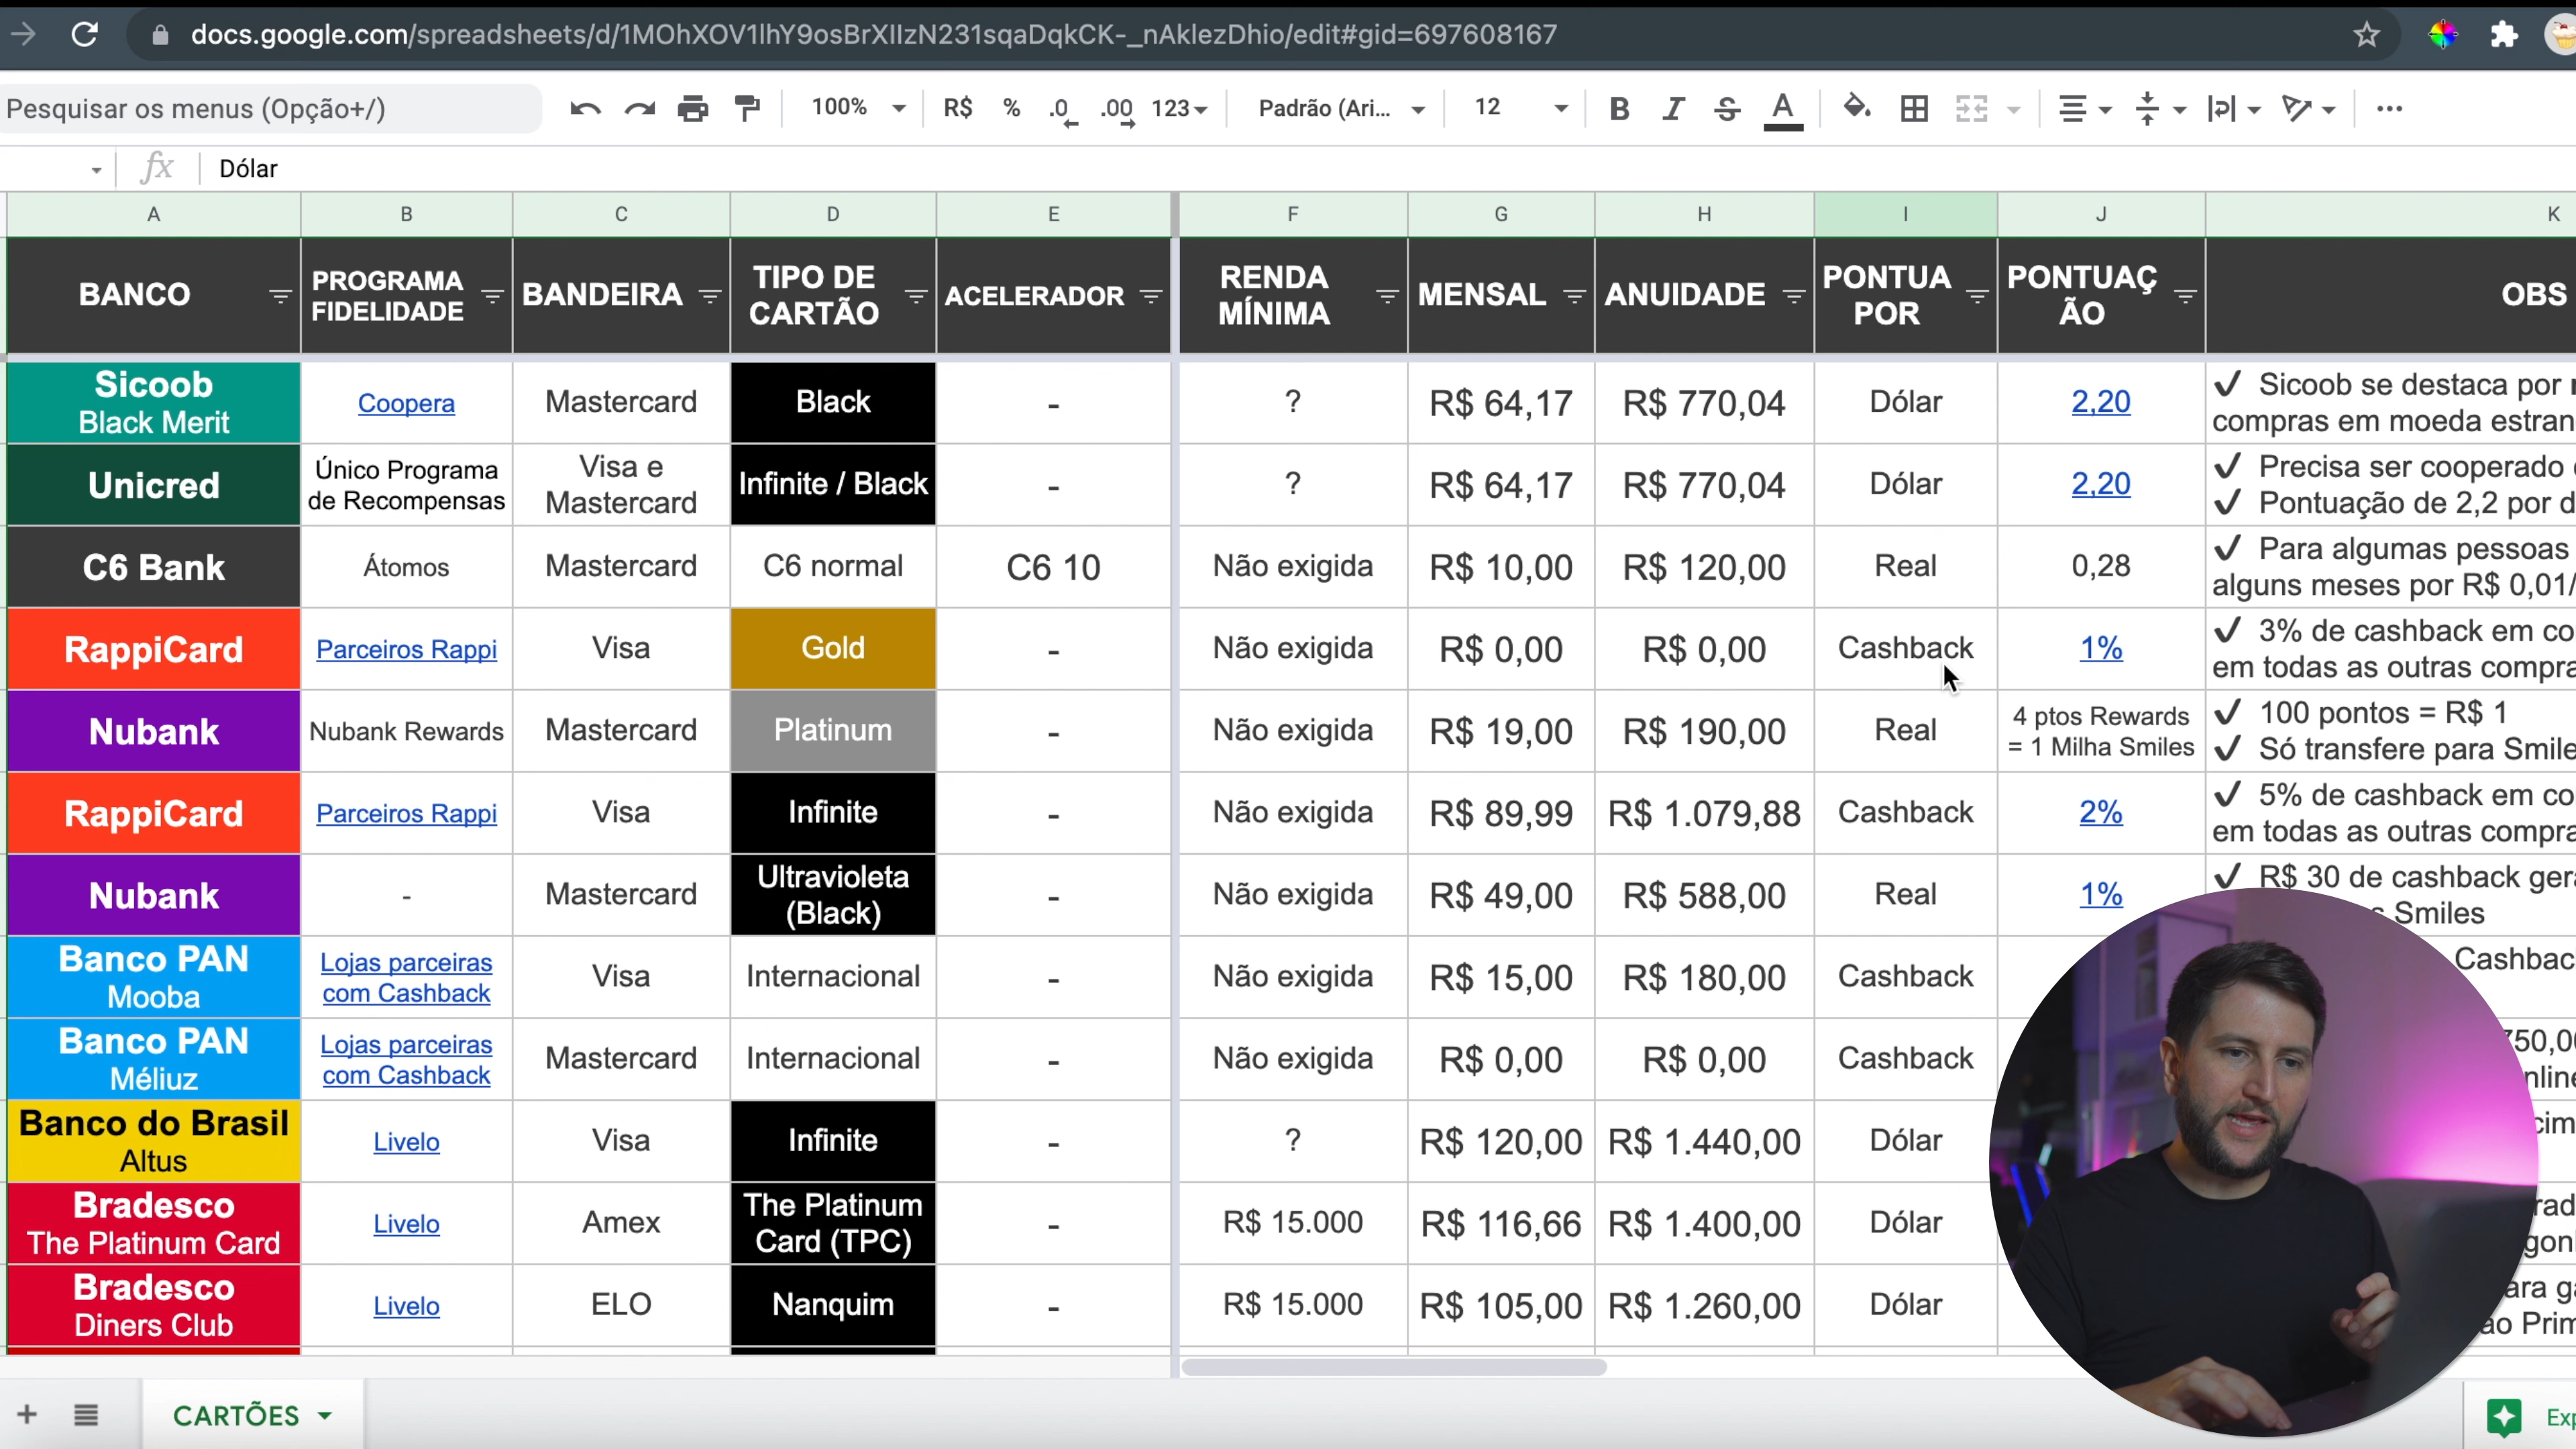 docs.google.com/spreadsheets/d/1MOhXOV1lhY9osBrXIIzN231sqaDqkCK-_nAklezDhio/edit#gid=697608167
Pesquisar os menus (Opção+/) 100% R$ % .0 .00 123 Padrão (Ari... 12 B I S A
fx Dólar
A B C D E F G H I J K
BANCO
PROGRAMA FIDELIDADE
BANDEIRA
TIPO DE CARTÃO
ACELERADOR
RENDA MÍNIMA
MENSAL
ANUIDADE
PONTUA POR
PONTUAÇ ÃO
OBS
Sicoob Black Merit Coopera Mastercard Black - ? R$ 64,17 R$ 770,04 Dólar 2,20 ✔ Sicoob se destaca por
compras em moeda estran
Unicred Único Programa de Recompensas Visa e Mastercard Infinite / Black - ? R$ 64,17 R$ 770,04 Dólar 2,20 ✔ Precisa ser cooperado
✔ Pontuação de 2,2 por d
C6 Bank Átomos Mastercard C6 normal C6 10 Não exigida R$ 10,00 R$ 120,00 Real 0,28 ✔ Para algumas pessoas
alguns meses por R$ 0,01/
RappiCard Parceiros Rappi Visa Gold - Não exigida R$ 0,00 R$ 0,00 Cashback 1% ✔ 3% de cashback em co
em todas as outras compra
Nubank Nubank Rewards Mastercard Platinum - Não exigida R$ 19,00 R$ 190,00 Real 4 ptos Rewards = 1 Milha Smiles ✔ 100 pontos = R$ 1
✔ Só transfere para Smile
RappiCard Parceiros Rappi Visa Infinite - Não exigida R$ 89,99 R$ 1.079,88 Cashback 2% ✔ 5% de cashback em co
em todas as outras compra
Nubank - Mastercard Ultravioleta (Black) - Não exigida R$ 49,00 R$ 588,00 Real 1% ✔ R$ 30 de cashback gera
Smiles
Banco PAN Mooba Lojas parceiras com Cashback Visa Internacional - Não exigida R$ 15,00 R$ 180,00 Cashback Cashbac
Banco PAN Méliuz Lojas parceiras com Cashback Mastercard Internacional - Não exigida R$ 0,00 R$ 0,00 Cashback
Banco do Brasil Altus Livelo Visa Infinite - ? R$ 120,00 R$ 1.440,00 Dólar
Bradesco The Platinum Card Livelo Amex The Platinum Card (TPC) - R$ 15.000 R$ 116,66 R$ 1.400,00 Dólar
Bradesco Diners Club Livelo ELO Nanquim - R$ 15.000 R$ 105,00 R$ 1.260,00 Dólar
ão Prim
+ CARTÕES Exp